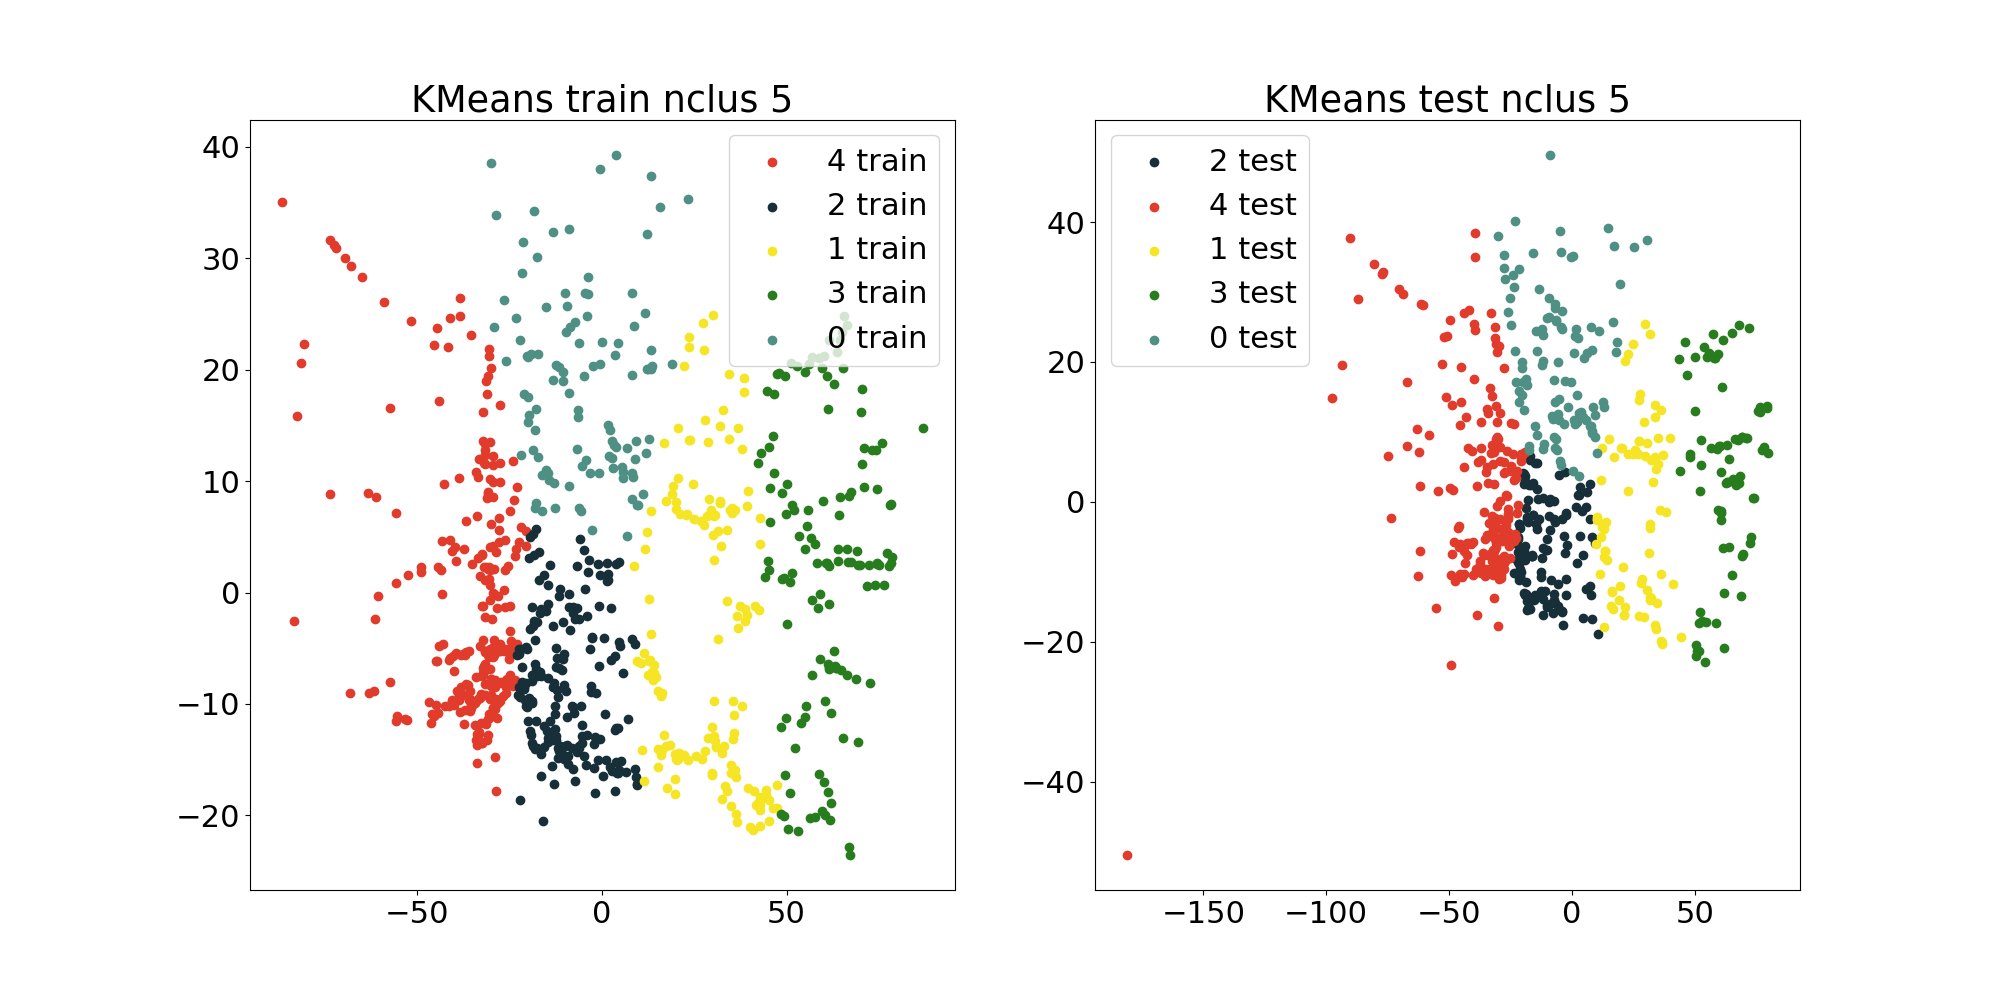 KMeans train nclus 5
40
30
20
10
0
−10
−20
−50
0
50
4 train
2 train
1 train
3 train
0 train
KMeans test nclus 5
40
20
0
−20
−40
−150
−100
−50
0
50
2 test
4 test
1 test
3 test
0 test